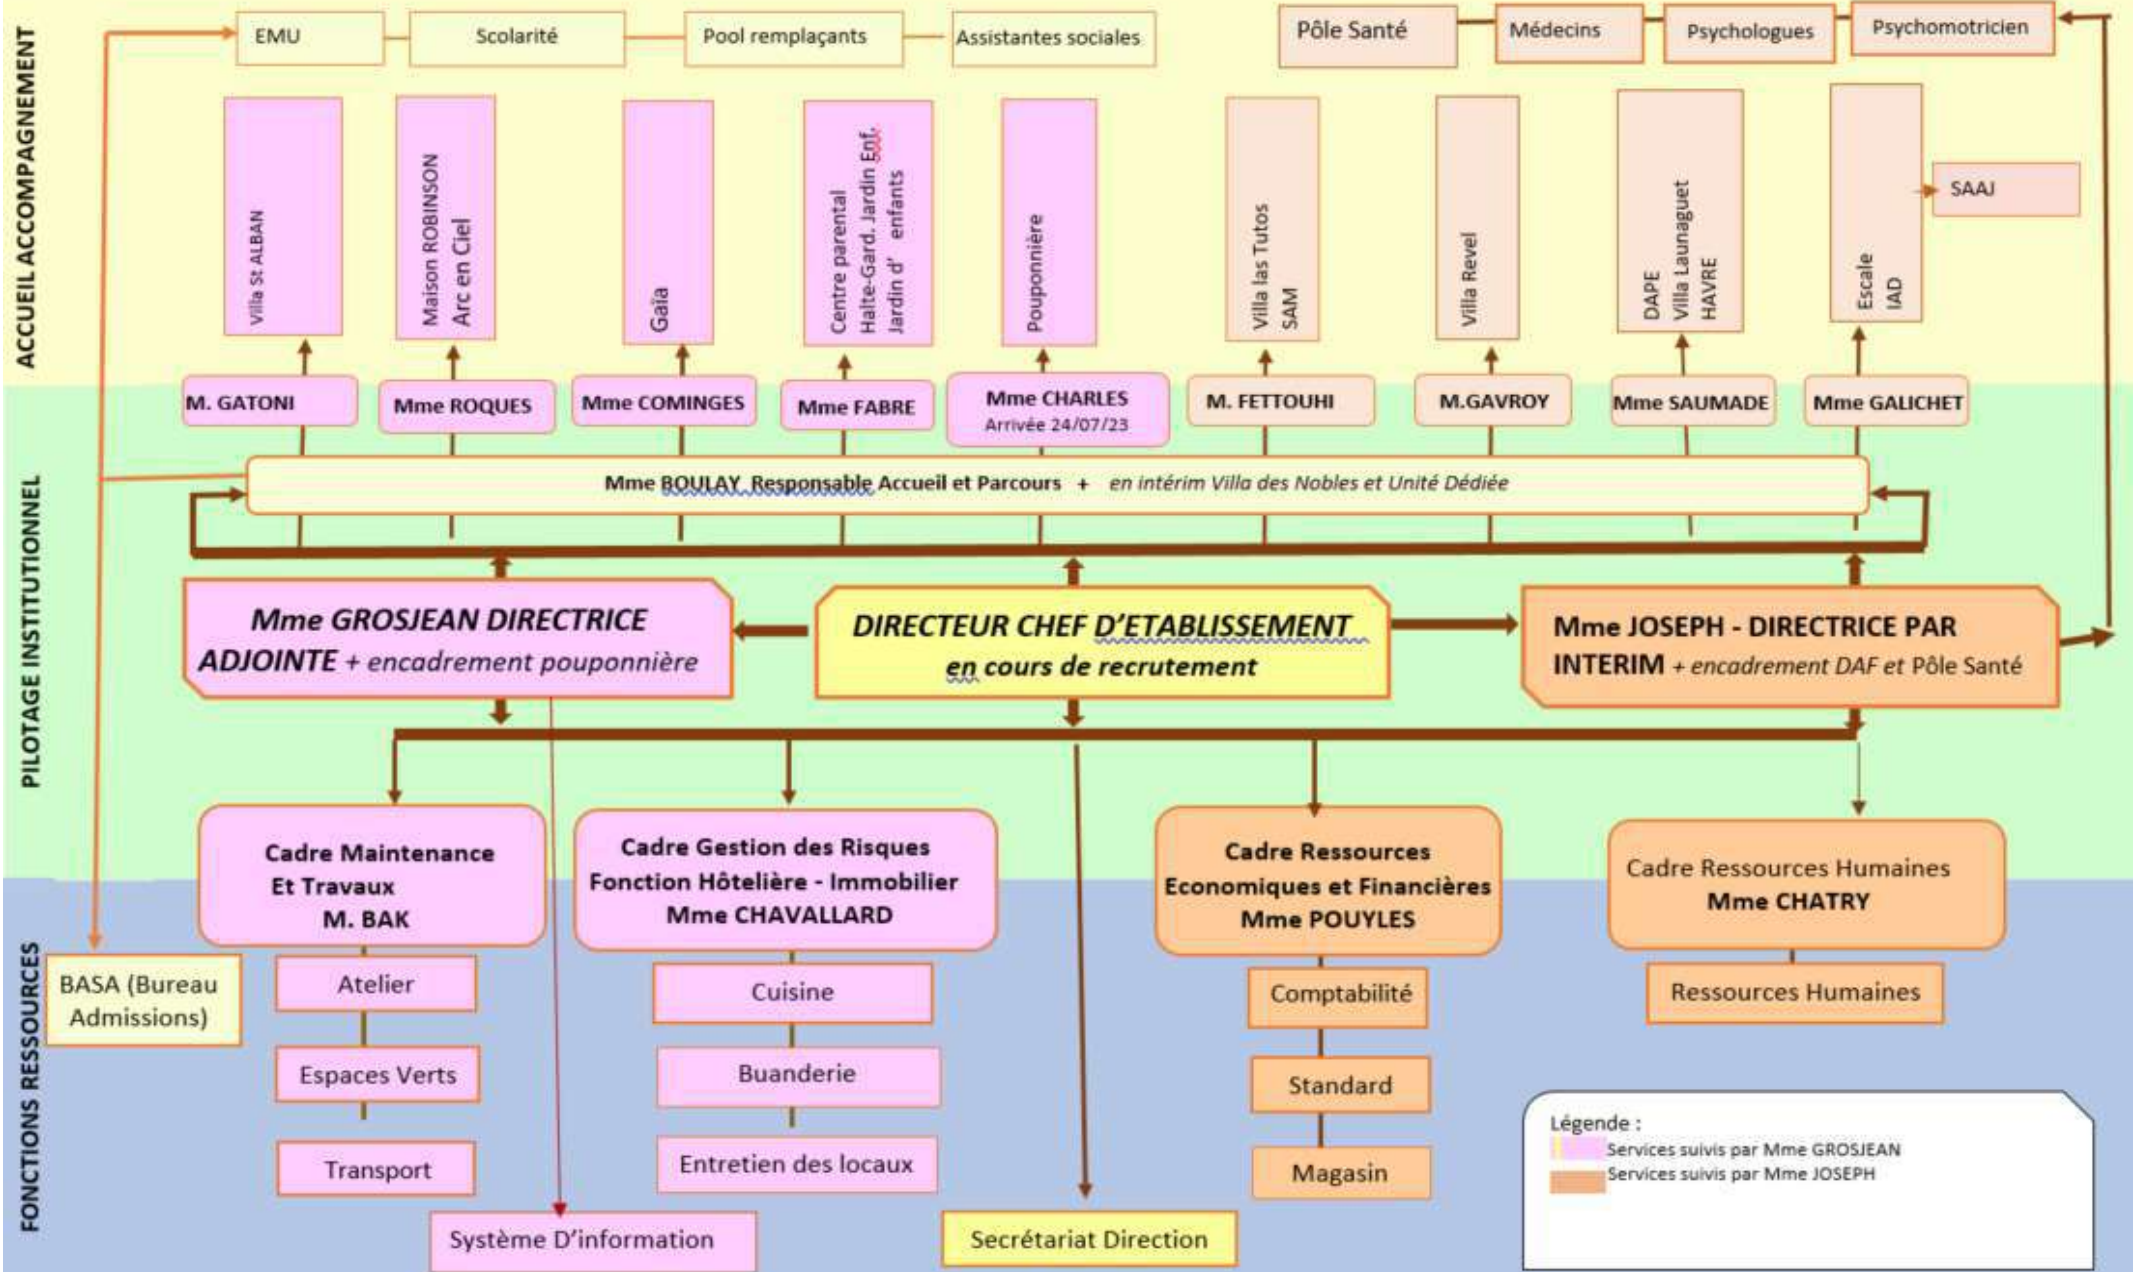 ACCUEIL ACCOMPAGNEMENT
EMU
Scolarité
Pool remplaçants
Assistantes sociales
Pôle Santé
Médecins
Psychologues
Psychomotricien
Villa St ALBAN
Maison ROBINSON
Arc en Ciel
Gaïa
Centre parental
Halte-Gard. Jardin Enf.
Jardin d' enfants
Pouponnière
Villa las Tutos
SAM
Villa Revel
DAPE
Villa Launaguet
HAVRE
Escale
IAD
SAAJ
PILOTAGE INSTITUTIONNEL
M. GATONI
Mme ROQUES
Mme COMINGES
Mme FABRE
Mme CHARLES
Arrivée 24/07/23
M. FETTOUHI
M.GAVROY
Mme SAUMADE
Mme GALICHET
Mme BOULAY Responsable Accueil et Parcours + en intérim Villa des Nobles et Unité Dédiée
Mme GROSJEAN DIRECTRICE
ADJOINTE + encadrement pouponnière
DIRECTEUR CHEF D'ETABLISSEMENT
en cours de recrutement
Mme JOSEPH - DIRECTRICE PAR
INTERIM + encadrement DAF et Pôle Santé
Cadre Maintenance
Et Travaux
M. BAK
Cadre Gestion des Risques
Fonction Hôtelière - Immobilier
Mme CHAVALLARD
Cadre Ressources
Economiques et Financières
Mme POUYLES
Cadre Ressources Humaines
Mme CHATRY
FONCTIONS RESSOURCES
BASA (Bureau
Admissions)
Atelier
Espaces Verts
Transport
Cuisine
Buanderie
Entretien des locaux
Comptabilité
Standard
Magasin
Ressources Humaines
Système D'information
Secrétariat Direction
Légende :
Services suivis par Mme GROSJEAN
Services suivis par Mme JOSEPH